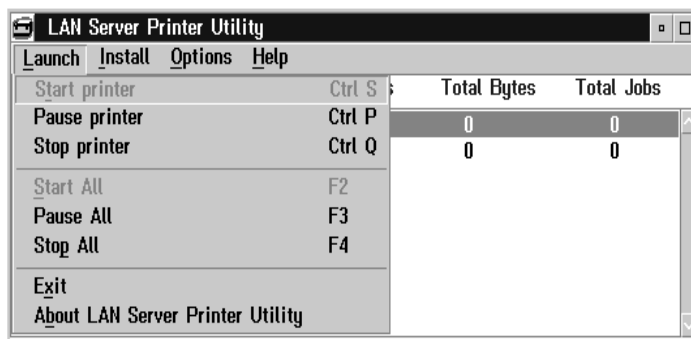 LAN Server Printer Utility
Launch Install Options Help
Total Bytes Total Jobs
Start printer Ctrl S
Pause printer Ctrl P
0 0
Stop printer Ctrl Q
0 0
Start All F2
Pause All F3
Stop All F4
Exit
About LAN Server Printer Utility